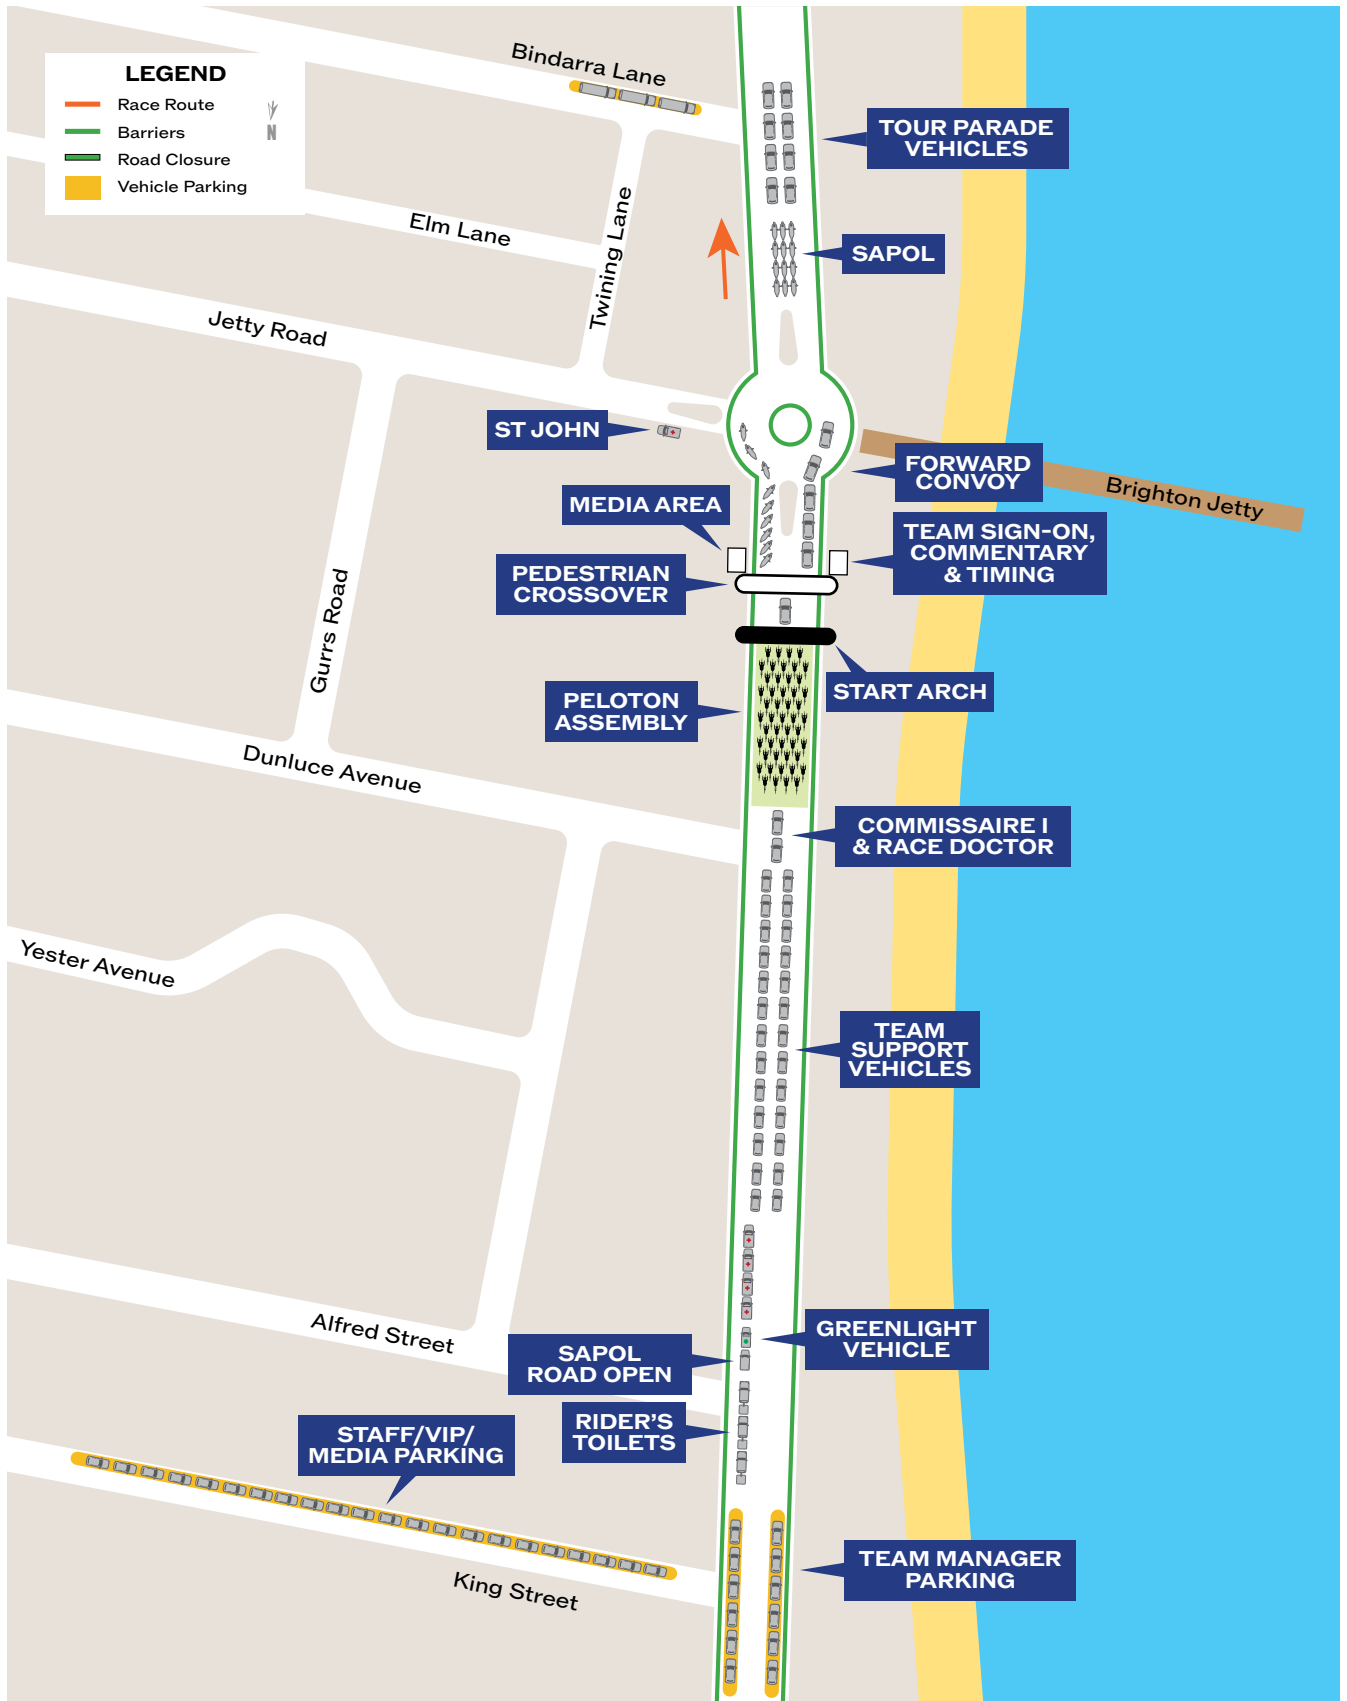 Bindarra Lane
LEGEND
Race Route
N
Barriers
Road Closure
Vehicle Parking
TOUR PARADE
VEHICLES
Elm Lane
Twining Lane
SAPOL
Jetty Road
ST JOHN
FORWARD
CONVOY
Brighton Jetty
MEDIA AREA
TEAM SIGN-ON,
COMMENTARY
& TIMING
PEDESTRIAN
CROSSOVER
Gurrs Road
START ARCH
PELOTON
ASSEMBLY
Dunluce Avenue
COMMISSAIRE I
& RACE DOCTOR
Yester Avenue
TEAM
SUPPORT
VEHICLES
Alfred Street
GREENLIGHT
VEHICLE
SAPOL
ROAD OPEN
RIDER'S
TOILETS
STAFF/VIP/
MEDIA PARKING
King Street
TEAM MANAGER
PARKING